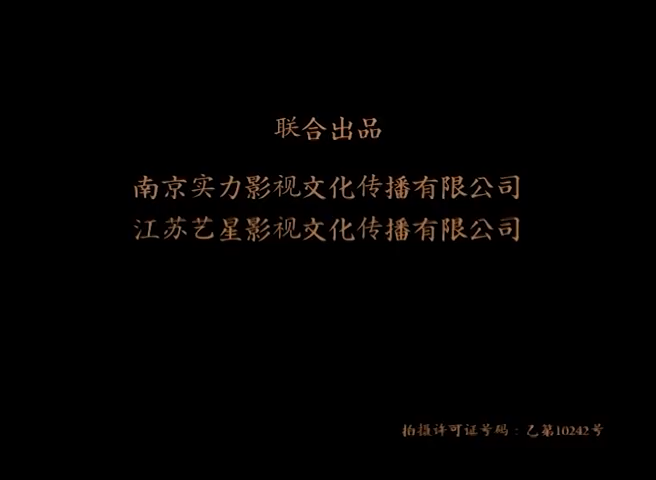 联合出品
南京实力影视文化传播有限公司
江苏艺星影视文化传播有限公司
拍摄许可证号码：乙第10242号